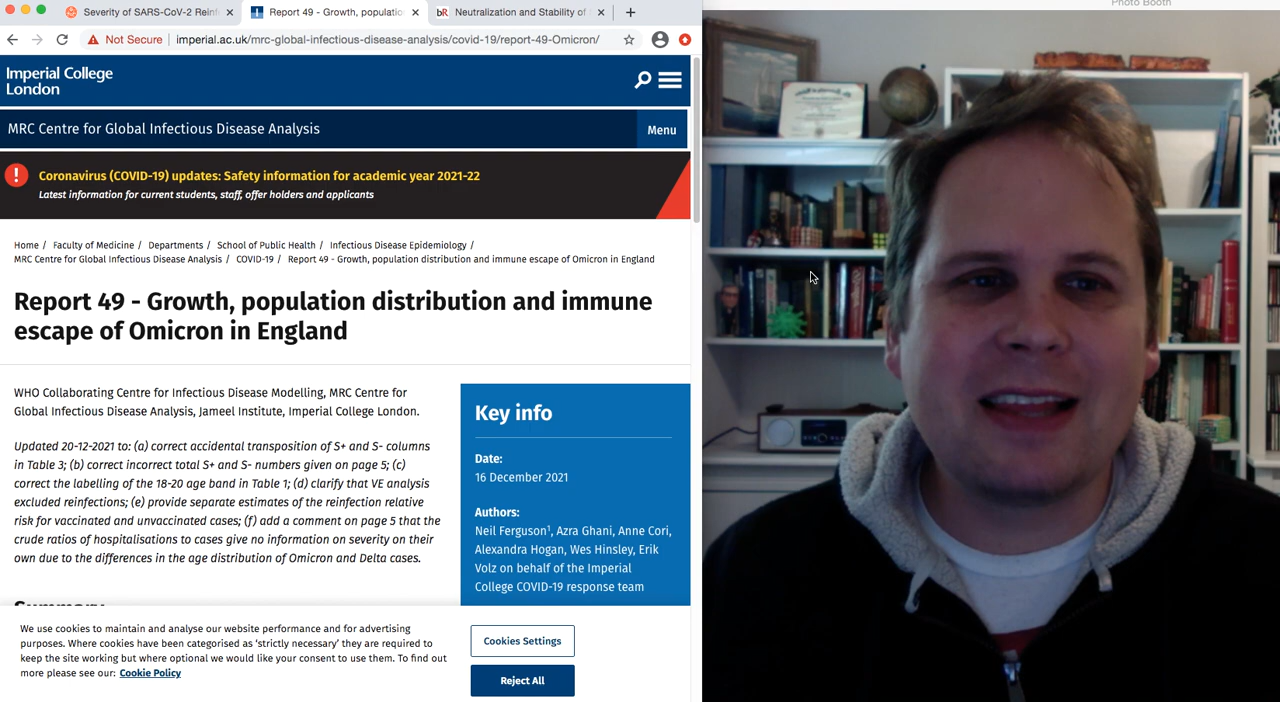 Severity of SARS-CoV-2 Reinf
Report 49 - Growth, populatio
Neutralization and Stability of
Photo Booth
Not Secure
imperial.ac.uk/mrc-global-infectious-disease-analysis/covid-19/report-49-Omicron/
Imperial College
London
MRC Centre for Global Infectious Disease Analysis
Menu
Coronavirus (COVID-19) updates: Safety information for academic year 2021-22
Latest information for current students, staff, offer holders and applicants
Home / Faculty of Medicine / Departments / School of Public Health / Infectious Disease Epidemiology /
MRC Centre for Global Infectious Disease Analysis / COVID-19 / Report 49 - Growth, population distribution and immune escape of Omicron in England
Report 49 - Growth, population distribution and immune
escape of Omicron in England
WHO Collaborating Centre for Infectious Disease Modelling, MRC Centre for
Global Infectious Disease Analysis, Jameel Institute, Imperial College London.
Updated 20-12-2021 to: (a) correct accidental transposition of S+ and S- columns
in Table 3; (b) correct incorrect total S+ and S- numbers given on page 5; (c)
correct the labelling of the 18-20 age band in Table 1; (d) clarify that VE analysis
excluded reinfections; (e) provide separate estimates of the reinfection relative
risk for vaccinated and unvaccinated cases; (f) add a comment on page 5 that the
crude ratios of hospitalisations to cases give no information on severity on their
own due to the differences in the age distribution of Omicron and Delta cases.
Summary
Key info
Date:
16 December 2021
Authors:
Neil Ferguson¹, Azra Ghani, Anne Cori,
Alexandra Hogan, Wes Hinsley, Erik
Volz on behalf of the Imperial
College COVID-19 response team
We use cookies to maintain and analyse our website performance and for advertising
purposes. Where cookies have been categorised as ‘strictly necessary’ they are required to
keep the site working but where optional we would like your consent to use them. To find out
more please see our: Cookie Policy
Cookies Settings
Reject All